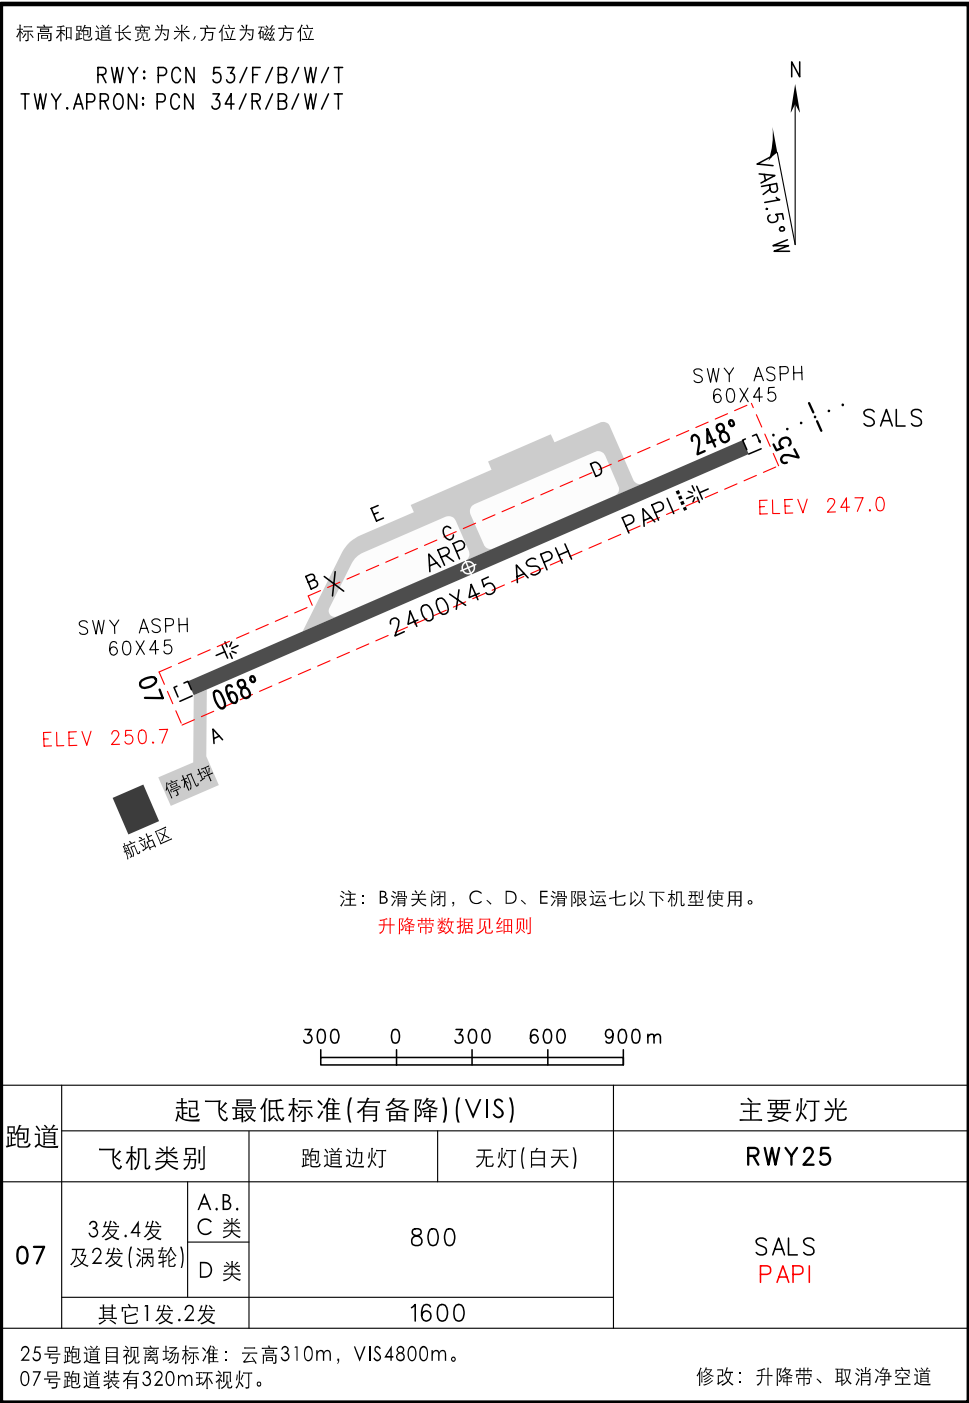 标高和跑道长宽为米,方位为磁方位
RWY: PCN 53/F/B/W/T
TWY.APRON: PCN 34/R/B/W/T
N
VAR1.5°W
SWY ASPH
60X45
248°
25
SALS
ELEV 247.0
D
PAPI
E
C
ARP
B
2400X45 ASPH
SWY ASPH
60X45
07
068°
ELEV 250.7
A
停机坪
航站区
注：B滑关闭，C、D、E滑限运七以下机型使用。
升降带数据见细则
300 0 300 600 900m
跑道
起飞最低标准(有备降)(VIS)
主要灯光
飞机类别
跑道边灯
无灯(白天)
RWY25
07
3发.4发
及2发(涡轮)
A.B.
C 类
D 类
800
SALS
PAPI
其它1发.2发
1600
25号跑道目视离场标准：云高310m，VIS4800m。
07号跑道装有320m环视灯。
修改：升降带、取消净空道